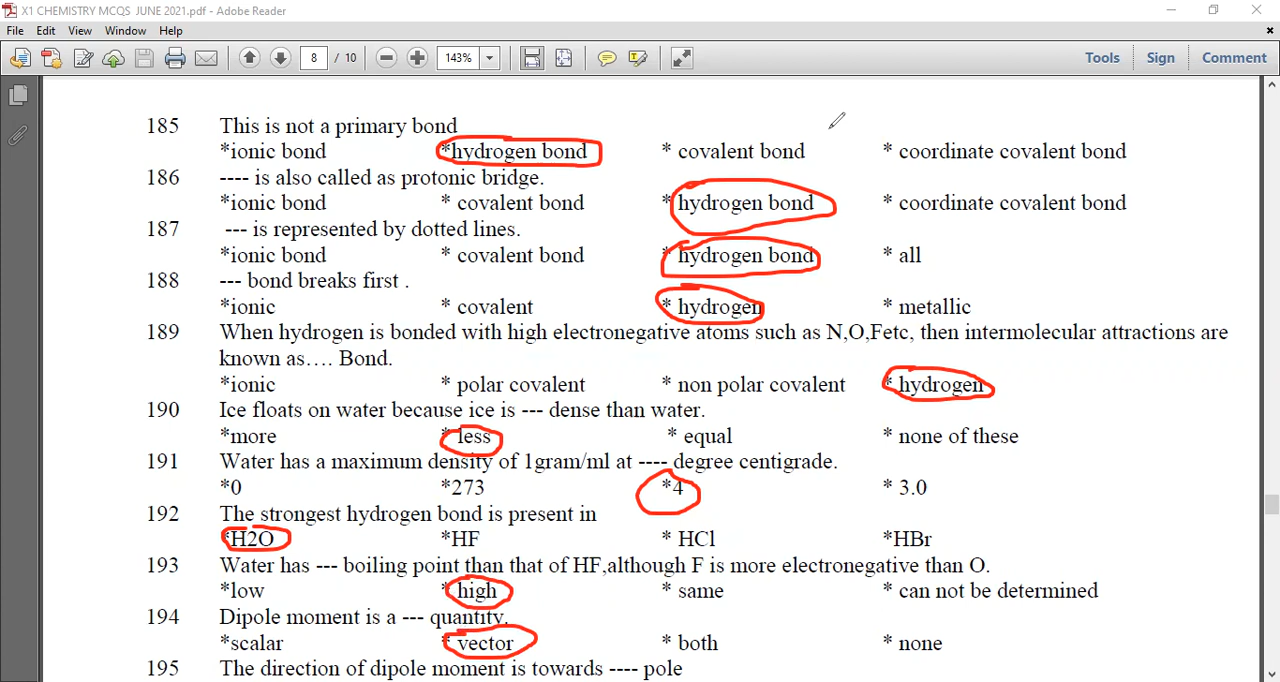 X1 CHEMISTRY MCQS JUNE 2021.pdf - Adobe Reader
File Edit View Window Help
8 / 10 143% Tools Sign Comment
185 This is not a primary bond
*ionic bond *hydrogen bond * covalent bond * coordinate covalent bond
186 ---- is also called as protonic bridge.
*ionic bond * covalent bond * hydrogen bond * coordinate covalent bond
187 --- is represented by dotted lines.
*ionic bond * covalent bond * hydrogen bond * all
188 --- bond breaks first .
*ionic * covalent * hydrogen * metallic
189 When hydrogen is bonded with high electronegative atoms such as N,O,Fetc, then intermolecular attractions are
known as…. Bond.
*ionic * polar covalent * non polar covalent * hydrogen
190 Ice floats on water because ice is --- dense than water.
*more * less * equal * none of these
191 Water has a maximum density of 1gram/ml at ---- degree centigrade.
*0 *273 *4 * 3.0
192 The strongest hydrogen bond is present in
*H2O *HF * HCl *HBr
193 Water has --- boiling point than that of HF,although F is more electronegative than O.
*low * high * same * can not be determined
194 Dipole moment is a --- quantity.
*scalar * vector * both * none
195 The direction of dipole moment is towards ---- pole